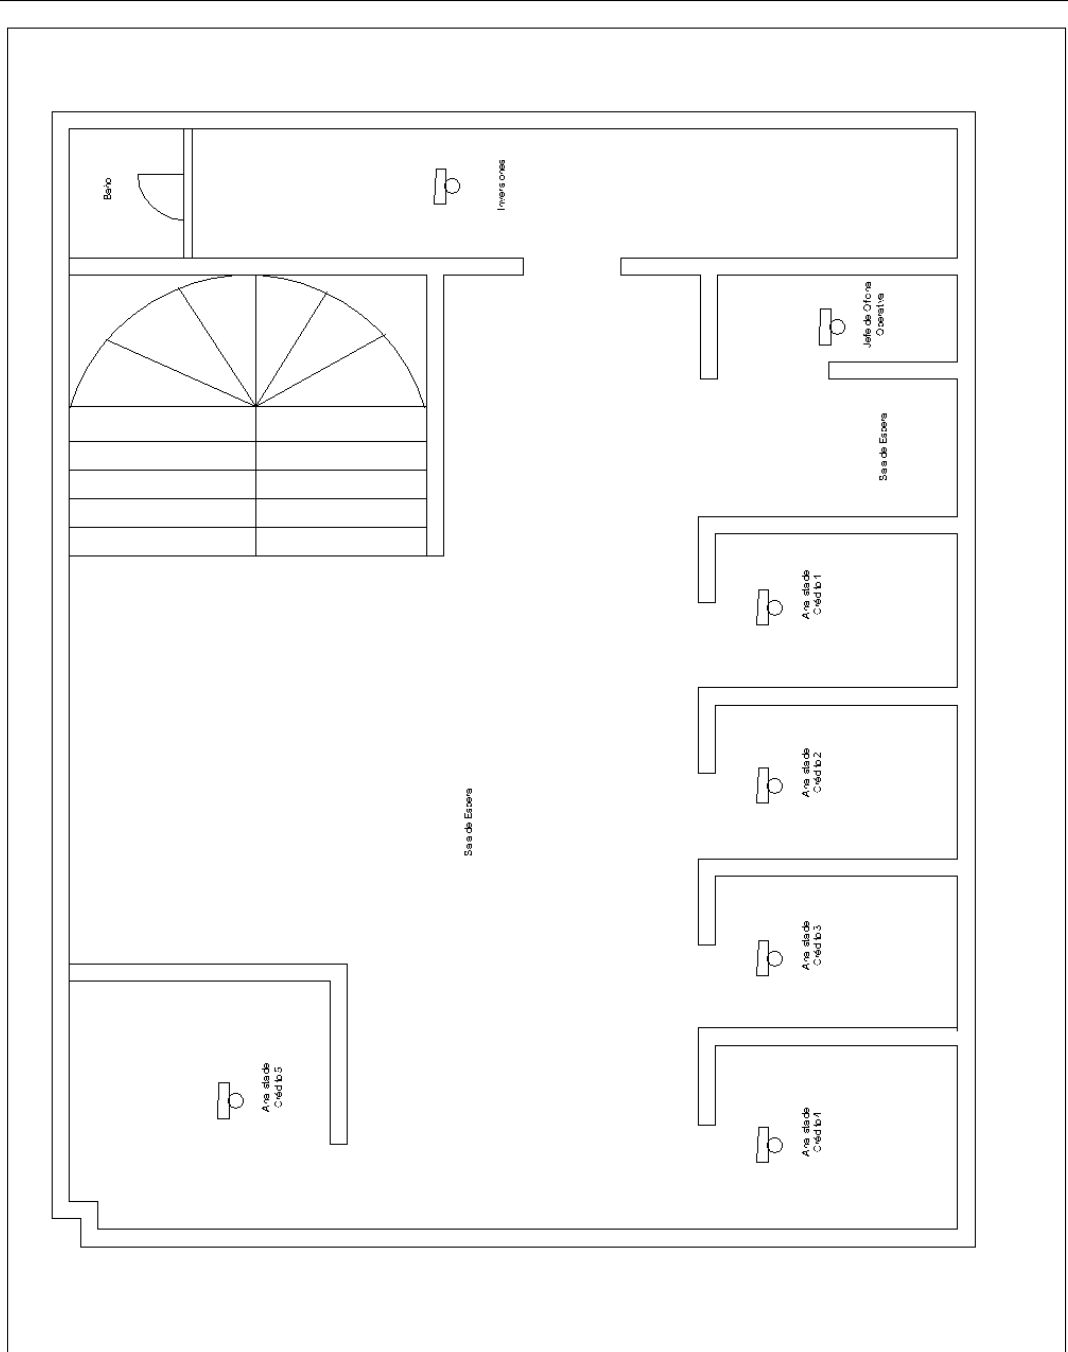 Baño
Inversiones
Jefe de Oficina
Operativa
Sala de Espera
Analista de
Crédito 1
Analista de
Crédito 2
Sala de Espera
Analista de
Crédito 3
Analista de
Crédito 5
Analista de
Crédito 4